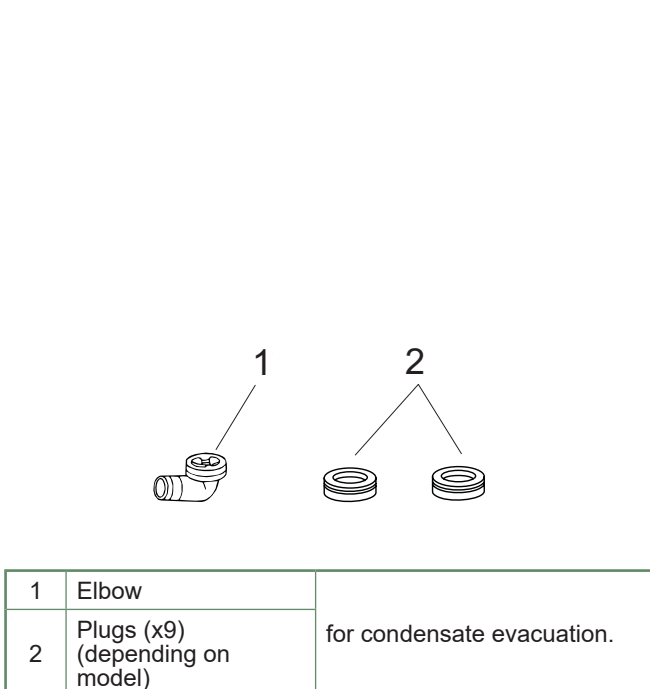 1
2
1
Elbow
2
Plugs (x9)
(depending on
model)
for condensate evacuation.